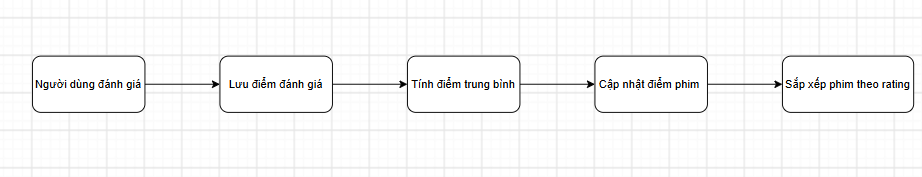 Người dùng đánh giá
Lưu điểm đánh giá
Tính điểm trung bình
Cập nhật điểm phim
Sắp xếp phim theo rating